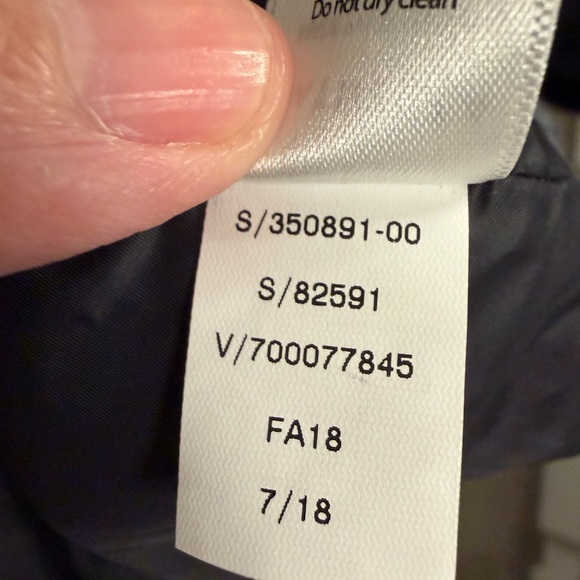 Do not dry clean
S/350891-00
S/82591
V/700077845
FA18
7/18